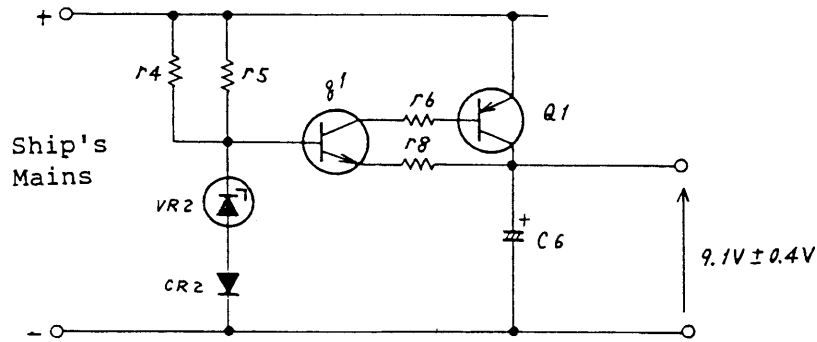 +
r4
r5
q1
r6
Q1
r8
Ship's
Mains
VR2
CR2
+
C6
9.1V ± 0.4V
-